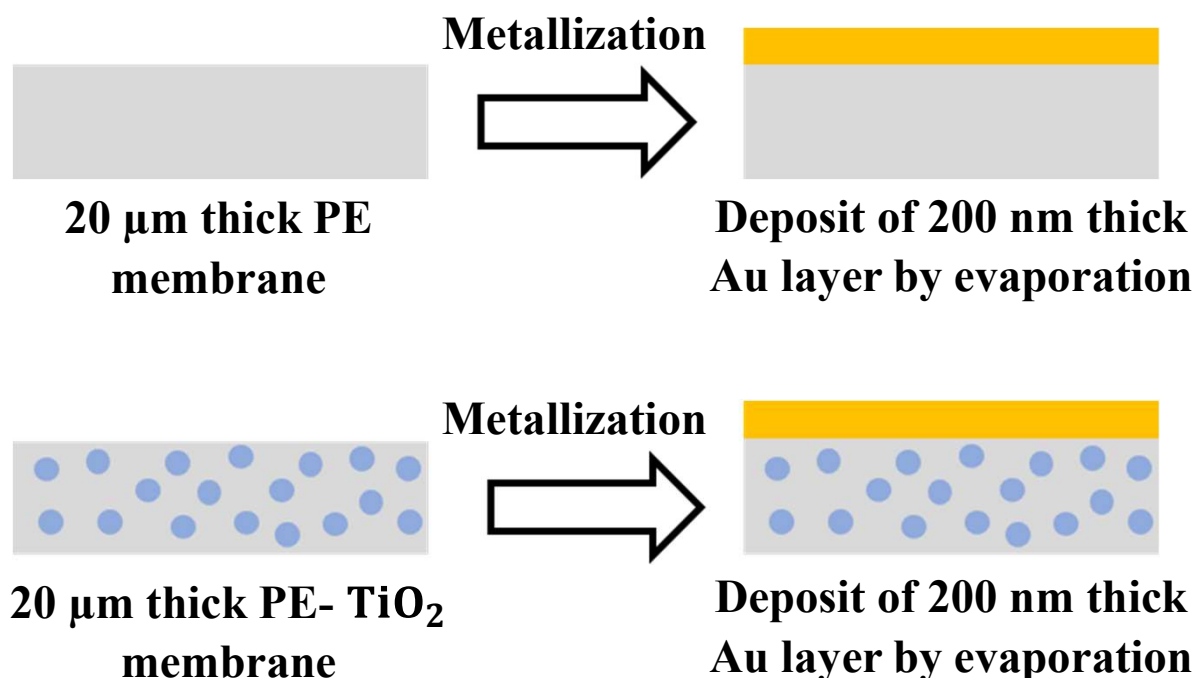 Metallization
20 μm thick PE
membrane
Deposit of 200 nm thick
Au layer by evaporation
Metallization
20 μm thick PE- TiO₂
membrane
Deposit of 200 nm thick
Au layer by evaporation